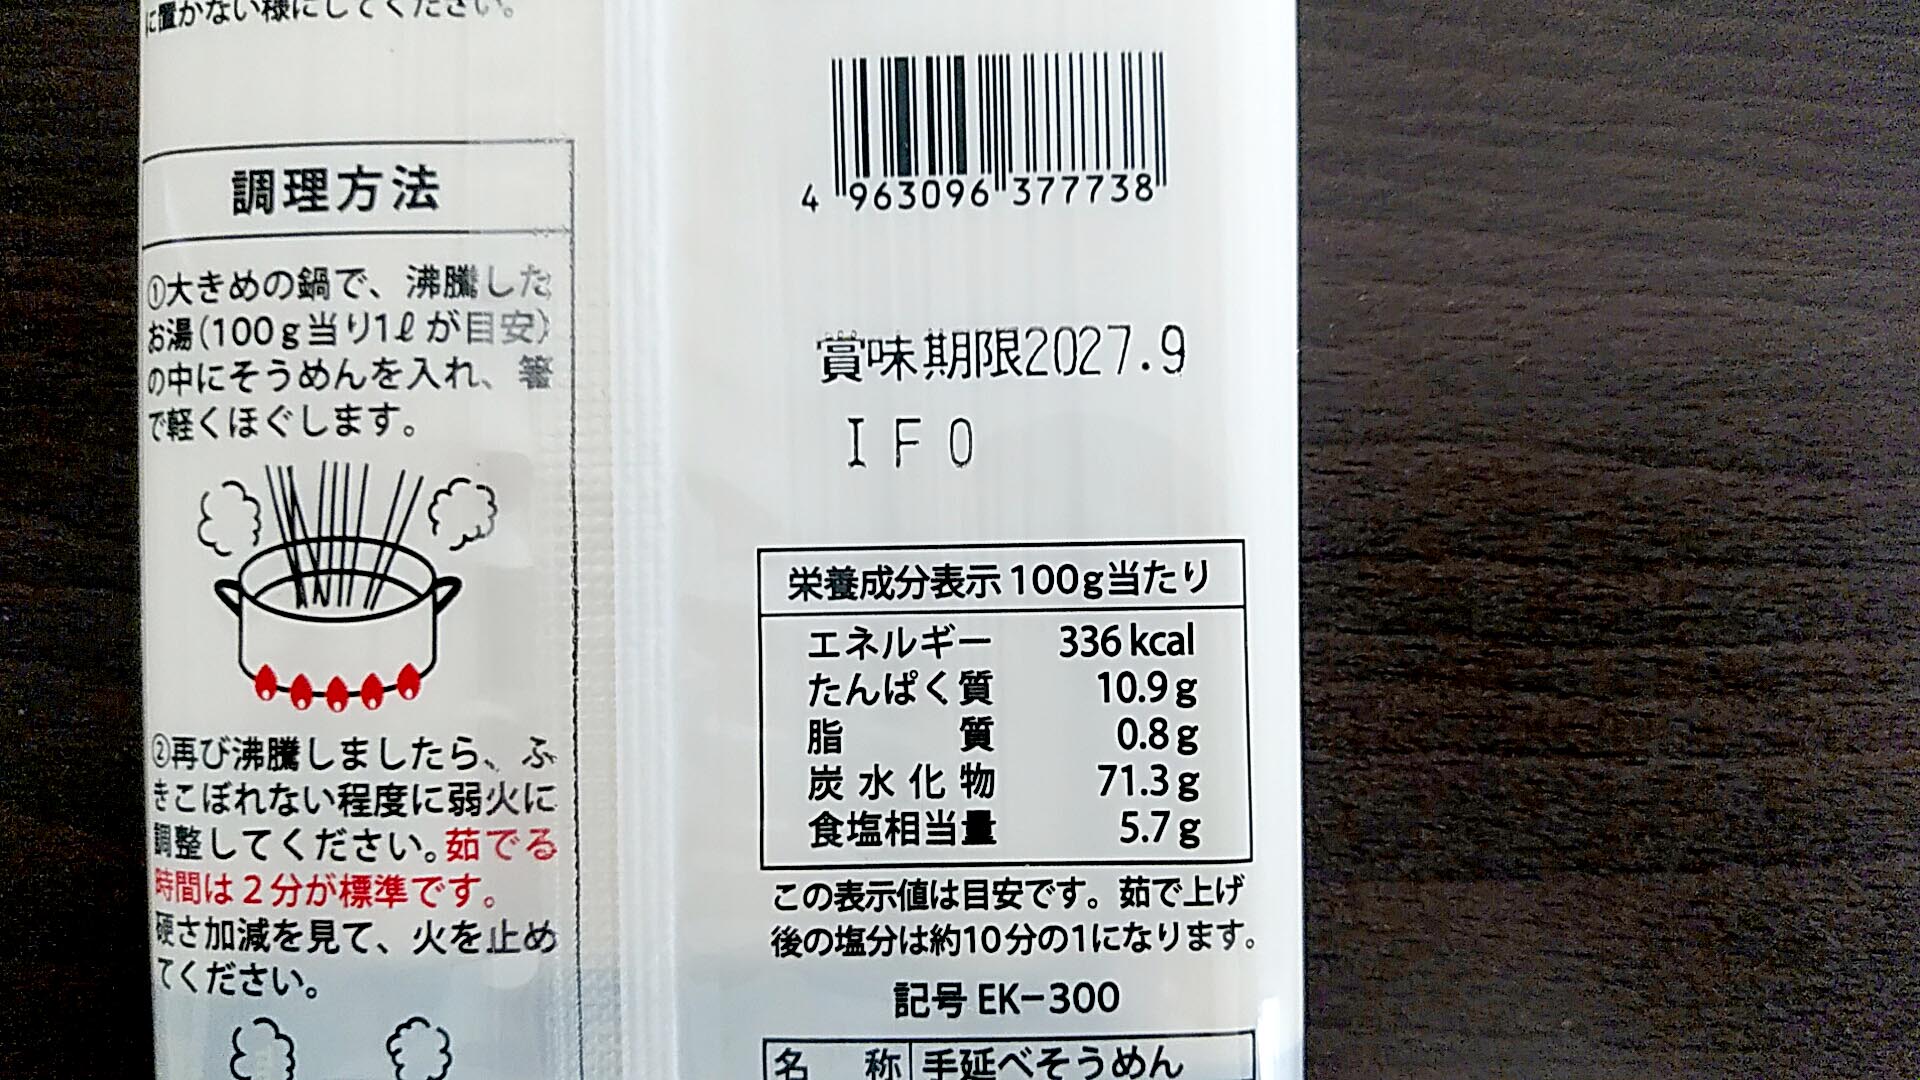 に置かない様にしてください。
調理方法
①大きめの鍋で、沸騰した
お湯(100g当り1ℓが目安)
の中にそうめんを入れ、箸
で軽くほぐします。
②再び沸騰しましたら、ふ
きこぼれない程度に弱火に
調整してください。茹でる
時間は2分が標準です。
硬さ加減を見て、火を止め
てください。
4 963096 377738
賞味期限2027.9
IFO
栄養成分表示100g当たり
エネルギー 336kcal
たんぱく質 10.9g
脂質 0.8g
炭水化物 71.3g
食塩相当量 5.7g
この表示値は目安です。茹で上げ
後の塩分は約10分の1になります。
記号 EK-300
名称 手延べそうめん